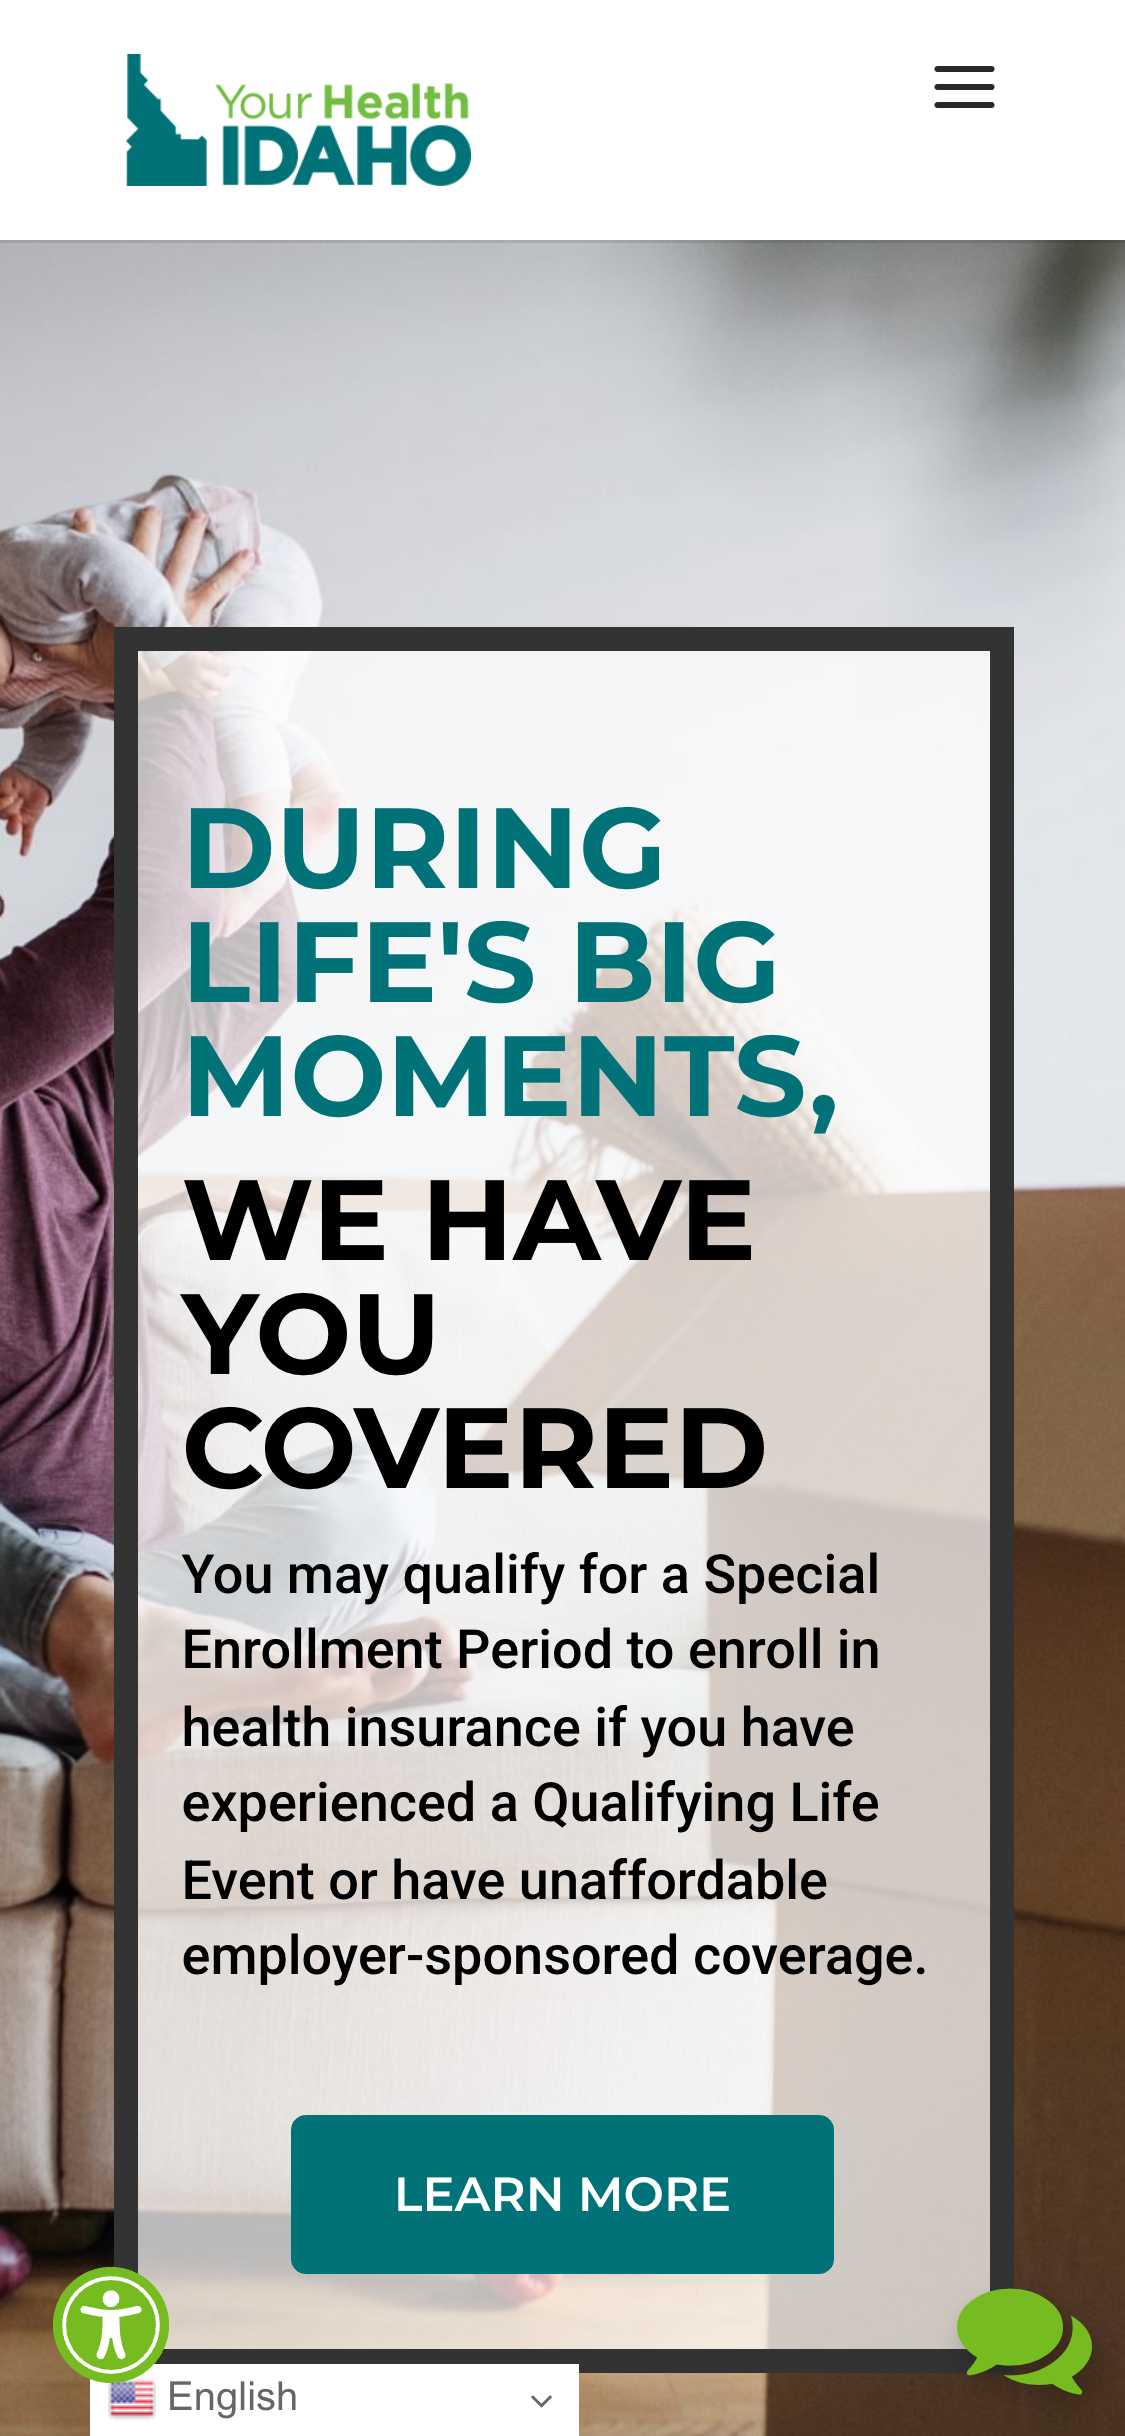 Your Health
IDAHO
DURING
LIFE'S BIG
MOMENTS,
WE HAVE
YOU
COVERED
You may qualify for a Special
Enrollment Period to enroll in
health insurance if you have
experienced a Qualifying Life
Event or have unaffordable
employer-sponsored coverage.
LEARN MORE
English